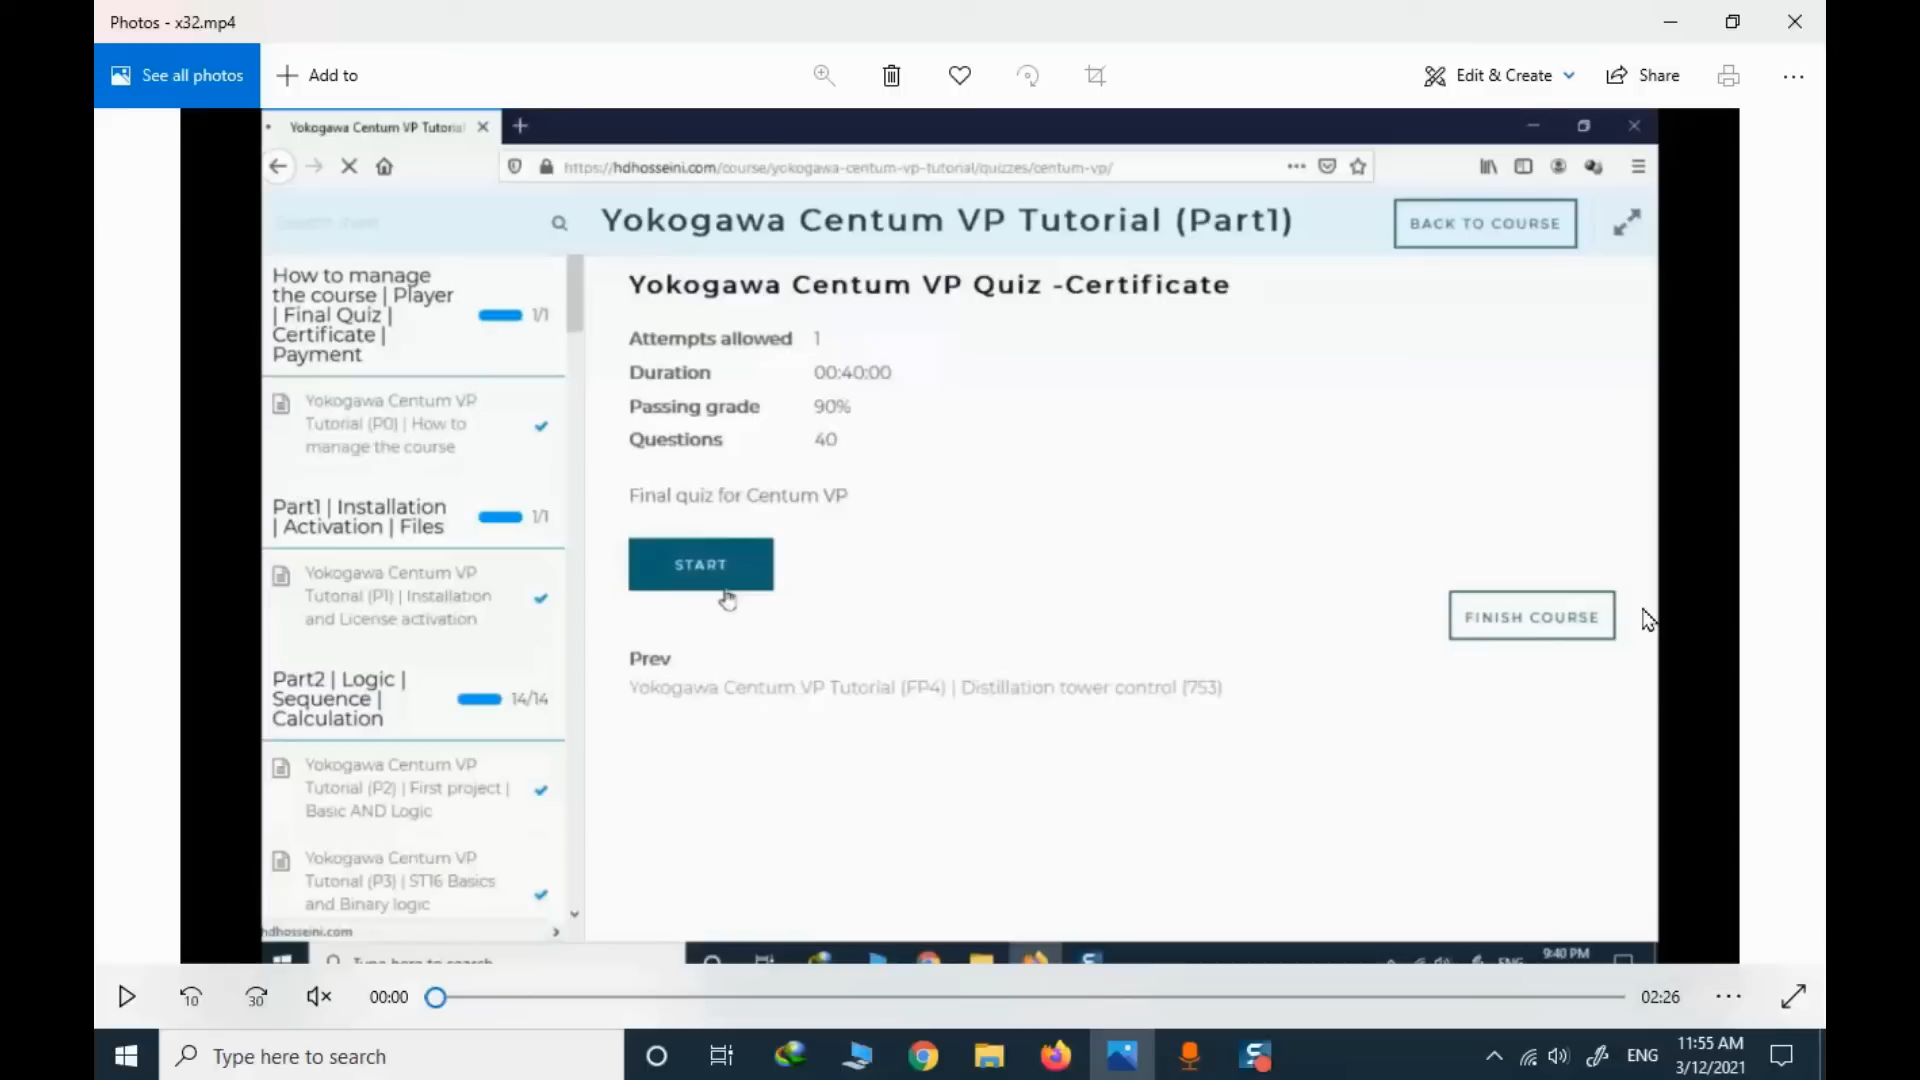 Photos - x32.mp4
See all photos
Add to
Edit & Create
Share
Yokogawa Centum VP Tutorial
https://hdhosseini.com/course/yokogawa-centum-vp-tutorial/quizzes/centum-vp/
Yokogawa Centum VP Tutorial (Part1)
BACK TO COURSE
How to manage
the course | Player
| Final Quiz |
Certificate |
Payment
1/1
Yokogawa Centum VP
Tutorial (P0) | How to
manage the course
Part1 | Installation
| Activation | Files
1/1
Yokogawa Centum VP
Tutorial (P1) | Installation
and License activation
Part2 | Logic |
Sequence |
Calculation
14/14
Yokogawa Centum VP
Tutorial (P2) | First project |
Basic AND Logic
Yokogawa Centum VP
Tutorial (P3) | ST16 Basics
and Binary logic
hdhosseini.com
Yokogawa Centum VP Quiz -Certificate
Attempts allowed 1
Duration 00:40:00
Passing grade 90%
Questions 40
Final quiz for Centum VP
START
FINISH COURSE
Prev
Yokogawa Centum VP Tutorial (FP4) | Distillation tower control (753)
Type here to search
ENG
9:40 PM
10
30
00:00
02:26
Type here to search
ENG
11:55 AM
3/12/2021